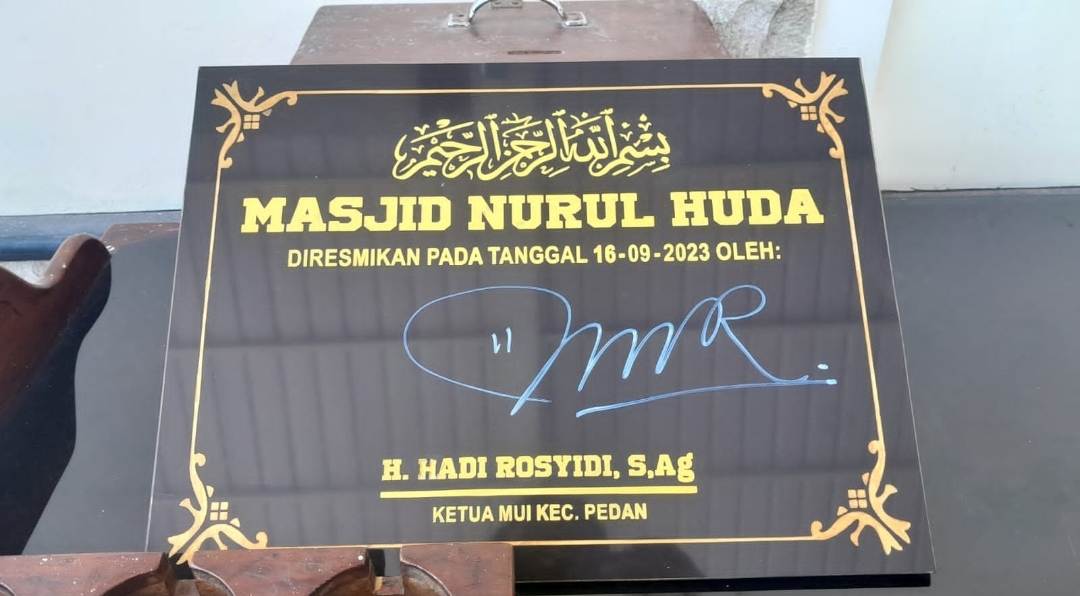 بسم الله الرحمن الرحيم
MASJID NURUL HUDA
DIRESMIKAN PADA TANGGAL 16-09-2023 OLEH:
H. HADI ROSYIDI, S,Ag
KETUA MUI KEC. PEDAN